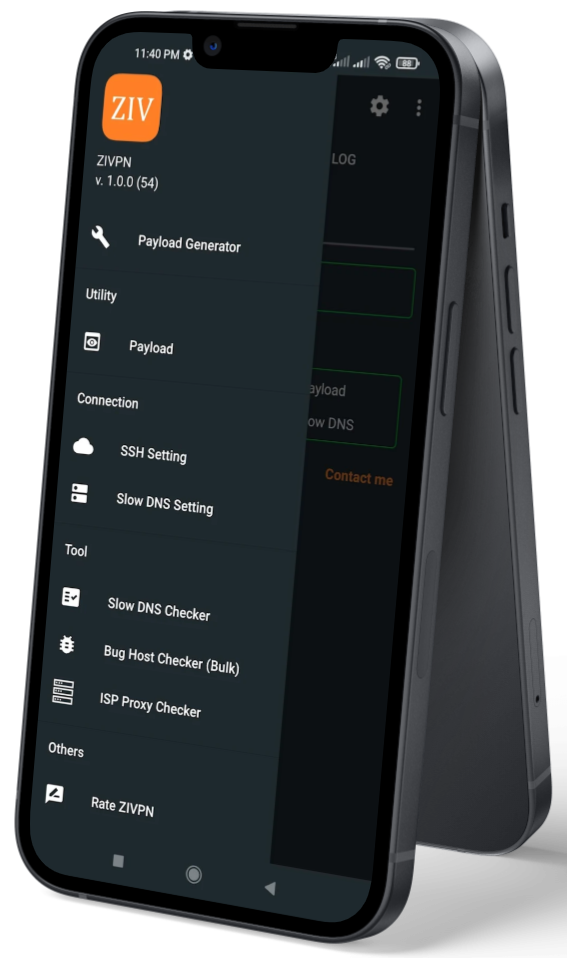 11:40 PM
88
ZIV
ZIVPN
v. 1.0.0 (54)
LOG
Payload Generator
Utility
Payload
ayload
Connection
ow DNS
SSH Setting
Contact me
Slow DNS Setting
Tool
Slow DNS Checker
Bug Host Checker (Bulk)
ISP Proxy Checker
Others
Rate ZIVPN